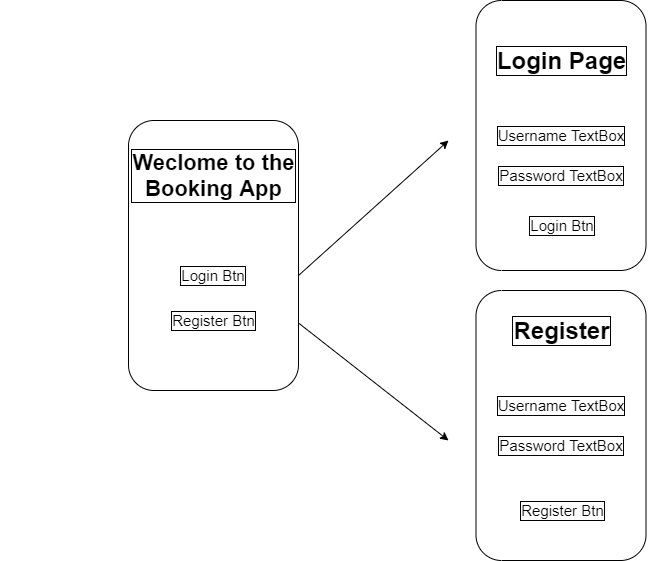 Weclome to the
Booking App
Login Btn
Register Btn
Login Page
Username TextBox
Password TextBox
Login Btn
Register
Username TextBox
Password TextBox
Register Btn